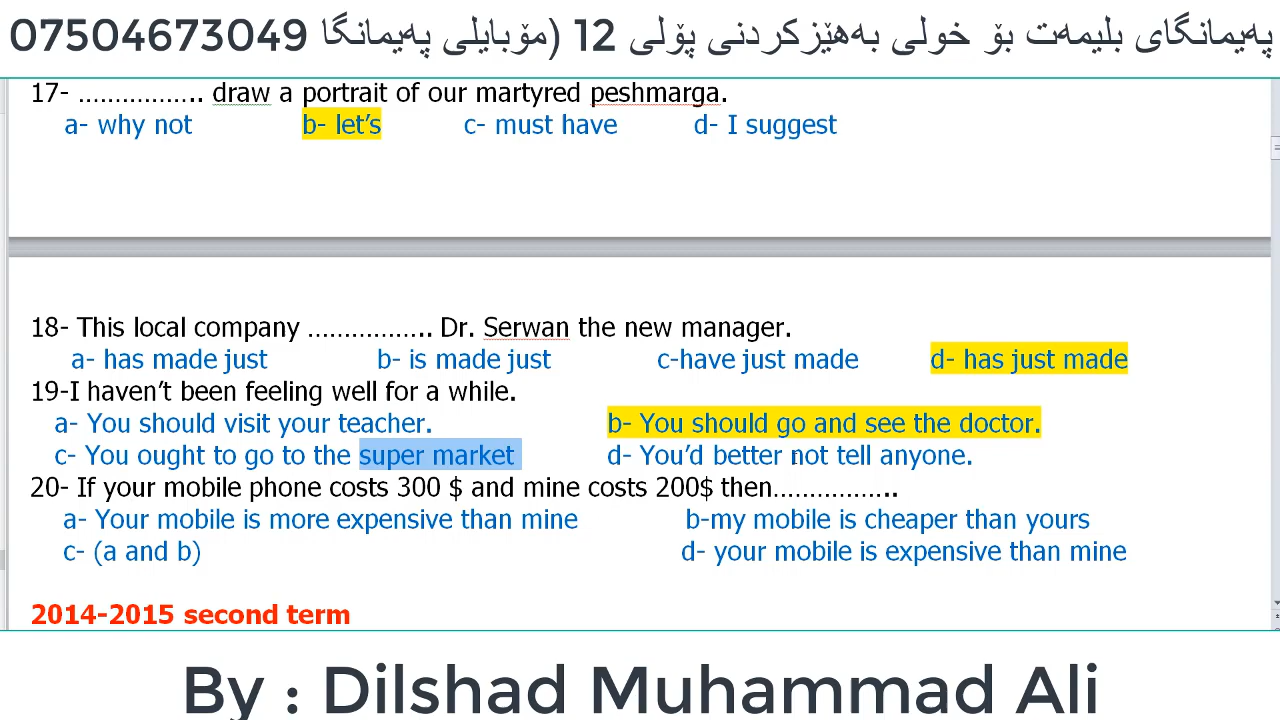 پەیمانگای بلیمەت بۆ خولی بەهێزکردنی پۆلی 12 (مۆبایلی پەیمانگا 07504673049
17- …………….. draw a portrait of our martyred peshmarga.
a- why not b- let’s c- must have d- I suggest
18- This local company …………….. Dr. Serwan the new manager.
a- has made just b- is made just c-have just made d- has just made
19-I haven’t been feeling well for a while.
a- You should visit your teacher. b- You should go and see the doctor.
c- You ought to go to the super market d- You’d better not tell anyone.
20- If your mobile phone costs 300 $ and mine costs 200$ then……………..
a- Your mobile is more expensive than mine b-my mobile is cheaper than yours
c- (a and b) d- your mobile is expensive than mine
2014-2015 second term
By : Dilshad Muhammad Ali